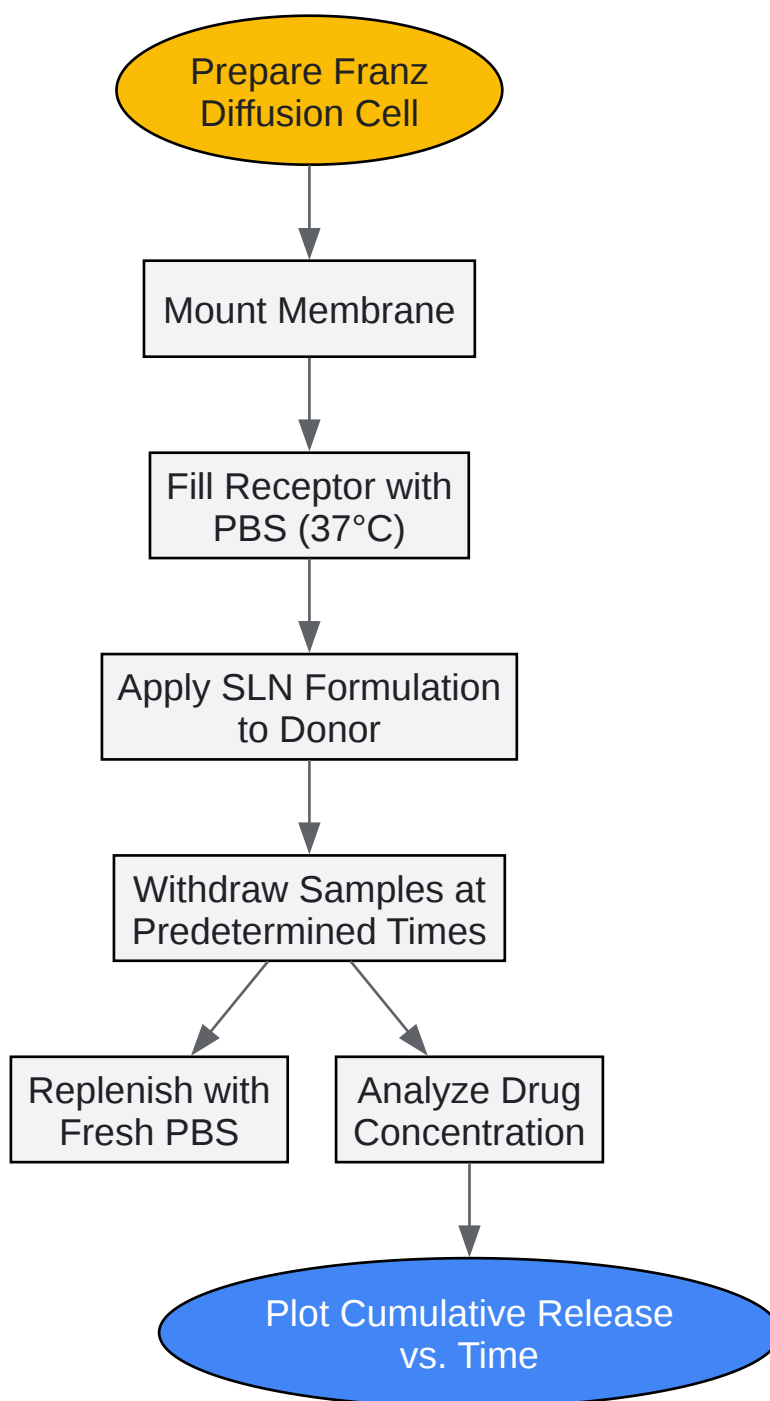 Prepare Franz
Diffusion Cell
Mount Membrane
Fill Receptor with
PBS (37°C)
Apply SLN Formulation
to Donor
Withdraw Samples at
Predetermined Times
Replenish with
Fresh PBS
Analyze Drug
Concentration
Plot Cumulative Release
vs. Time